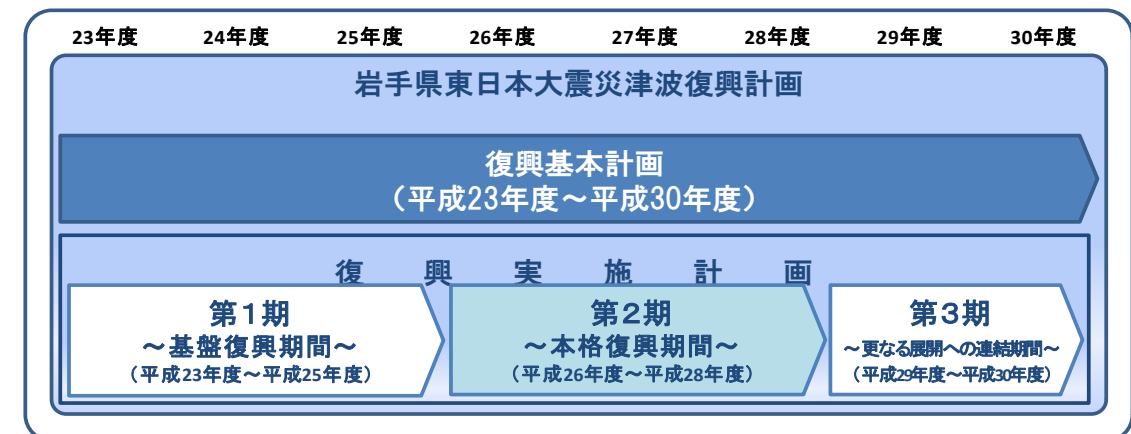 23年度 24年度 25年度 26年度 27年度 28年度 29年度 30年度
岩手県東日本大震災津波復興計画
復興基本計画
（平成23年度～平成30年度）
復興実施計画
第１期
～基盤復興期間～
（平成23年度～平成25年度）
第２期
～本格復興期間～
（平成26年度～平成28年度）
第３期
～更なる展開への連結期間～
（平成29年度～平成30年度）